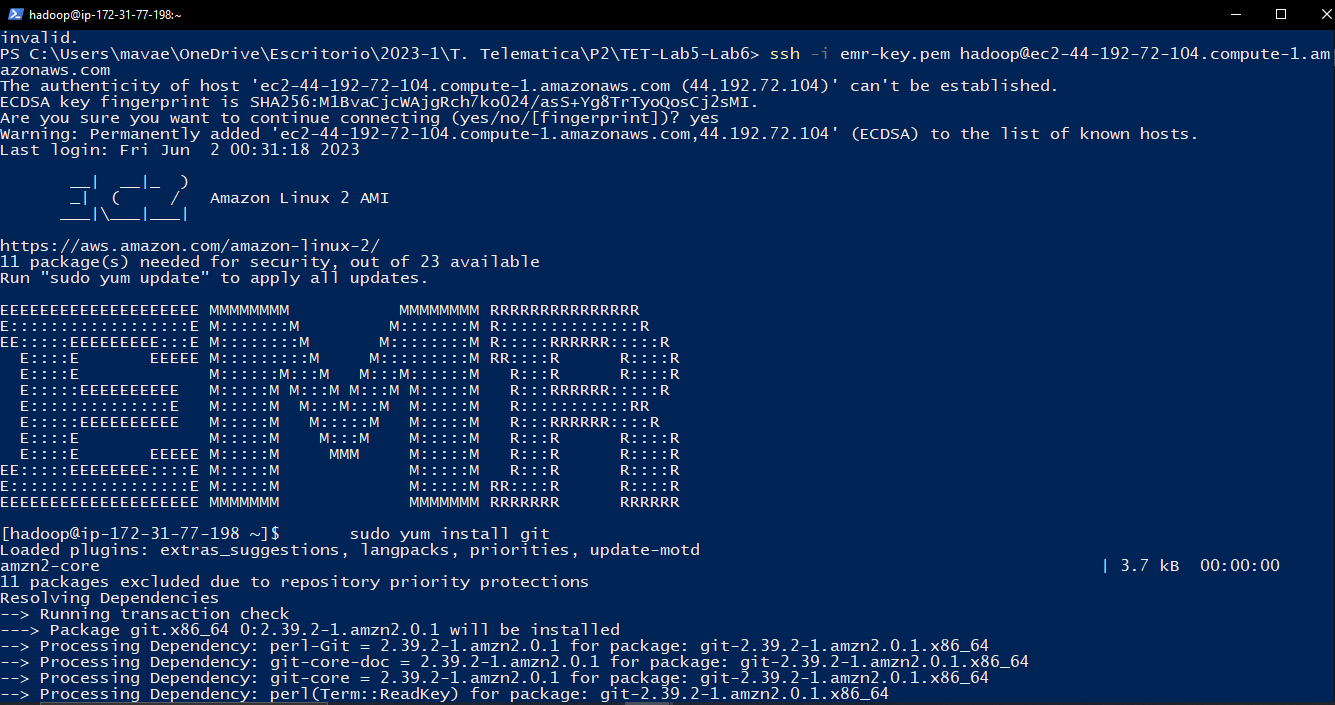 hadoop@ip-172-31-77-198:~
invalid.
PS C:\Users\mavae\OneDrive\Escritorio\2023-1\T. Telematica\P2\TET-Lab5-Lab6> ssh -i emr-key.pem hadoop@ec2-44-192-72-104.compute-1.am
azonaws.com
The authenticity of host 'ec2-44-192-72-104.compute-1.amazonaws.com (44.192.72.104)' can't be established.
ECDSA key fingerprint is SHA256:M1BvaCjcWAjgRch7ko024/asS+Yg8TrTyoQosCj2sMI.
Are you sure you want to continue connecting (yes/no/[fingerprint])? yes
Warning: Permanently added 'ec2-44-192-72-104.compute-1.amazonaws.com,44.192.72.104' (ECDSA) to the list of known hosts.
Last login: Fri Jun  2 00:31:18 2023

       __|  __|_  )
       _|  (     /   Amazon Linux 2 AMI
      ___|\___|___|

https://aws.amazon.com/amazon-linux-2/
11 package(s) needed for security, out of 23 available
Run "sudo yum update" to apply all updates.

EEEEEEEEEEEEEEEEEEEE MMMMMMMM           MMMMMMMM RRRRRRRRRRRRRRR
E::::::::::::::::::E M:::::::M         M:::::::M R::::::::::::::R
EE:::::EEEEEEEEE:::E M::::::::M       M::::::::M R:::::RRRRRR:::::R
  E::::E       EEEEE M:::::::::M     M:::::::::M RR::::R      R::::R
  E::::E             M::::::M:::M   M:::M::::::M   R:::R      R::::R
  E:::::EEEEEEEEEE   M:::::M M:::M M:::M M:::::M   R:::RRRRRR:::::R
  E::::::::::::::E   M:::::M  M:::M:::M  M:::::M   R:::::::::::RR
  E:::::EEEEEEEEEE   M:::::M   M:::::M   M:::::M   R:::RRRRRR::::R
  E::::E             M:::::M    M:::M    M:::::M   R:::R      R::::R
  E::::E       EEEEE M:::::M     MMM     M:::::M   R:::R      R::::R
EE:::::EEEEEEEE::::E M:::::M             M:::::M   R:::R      R::::R
E::::::::::::::::::E M:::::M             M:::::M RR::::R      R::::R
EEEEEEEEEEEEEEEEEEEE MMMMMMM             MMMMMMM RRRRRRR      RRRRRR

[hadoop@ip-172-31-77-198 ~]$       sudo yum install git
Loaded plugins: extras_suggestions, langpacks, priorities, update-motd
amzn2-core | 3.7 kB  00:00:00
11 packages excluded due to repository priority protections
Resolving Dependencies
--> Running transaction check
---> Package git.x86_64 0:2.39.2-1.amzn2.0.1 will be installed
--> Processing Dependency: perl-Git = 2.39.2-1.amzn2.0.1 for package: git-2.39.2-1.amzn2.0.1.x86_64
--> Processing Dependency: git-core-doc = 2.39.2-1.amzn2.0.1 for package: git-2.39.2-1.amzn2.0.1.x86_64
--> Processing Dependency: git-core = 2.39.2-1.amzn2.0.1 for package: git-2.39.2-1.amzn2.0.1.x86_64
--> Processing Dependency: perl(Term::ReadKey) for package: git-2.39.2-1.amzn2.0.1.x86_64